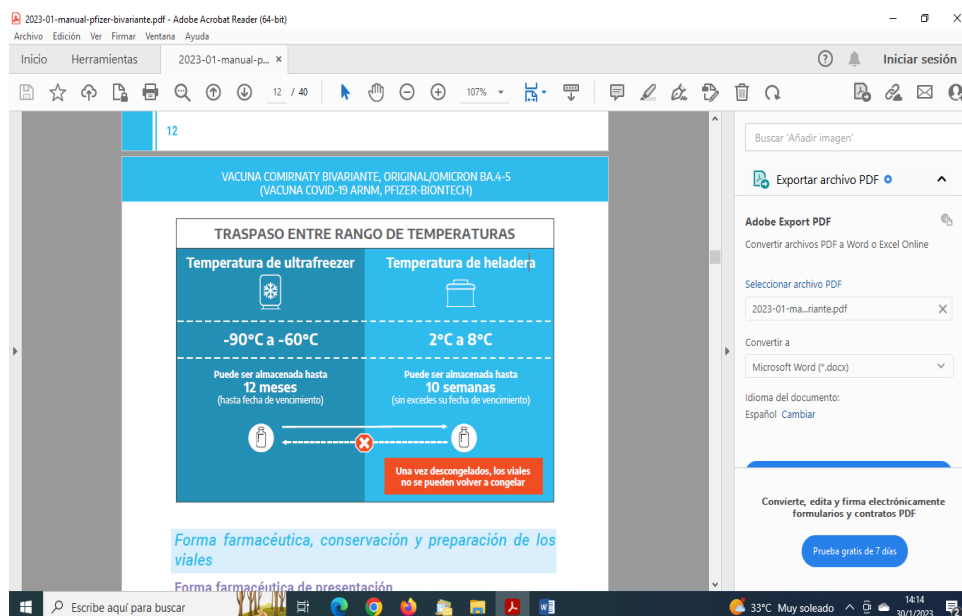 2023-01-manual-pfizer-bivariante.pdf - Adobe Acrobat Reader (64-bit)
Archivo Edición Ver Firmar Ventana Ayuda
Inicio Herramientas 2023-01-manual-p... × Iniciar sesión
12 / 40 107%
12
VACUNA COMIRNATY BIVARIANTE, ORIGINAL/OMICRON BA.4-5
(VACUNA COVID-19 ARNM, PFIZER-BIONTECH)
TRASPASO ENTRE RANGO DE TEMPERATURAS
Temperatura de ultrafreezer
-90°C a -60°C
Puede ser almacenada hasta
12 meses
(hasta fecha de vencimiento)
Temperatura de heladera
2°C a 8°C
Puede ser almacenada hasta
10 semanas
(sin excedes su fecha de vencimiento)
Una vez descongelados, los viales
no se pueden volver a congelar
Forma farmacéutica, conservación y preparación de los
viales
Forma farmacéutica de presentación
Buscar 'Añadir imagen'
Exportar archivo PDF
Adobe Export PDF
Convertir archivos PDF a Word o Excel Online
Seleccionar archivo PDF
2023-01-ma...riante.pdf
Convertir a
Microsoft Word (*.docx)
Idioma del documento:
Español Cambiar
Convierte, edita y firma electrónicamente
formularios y contratos PDF
Prueba gratis de 7 días
Escribe aquí para buscar
33°C Muy soleado
14:14
30/1/2023